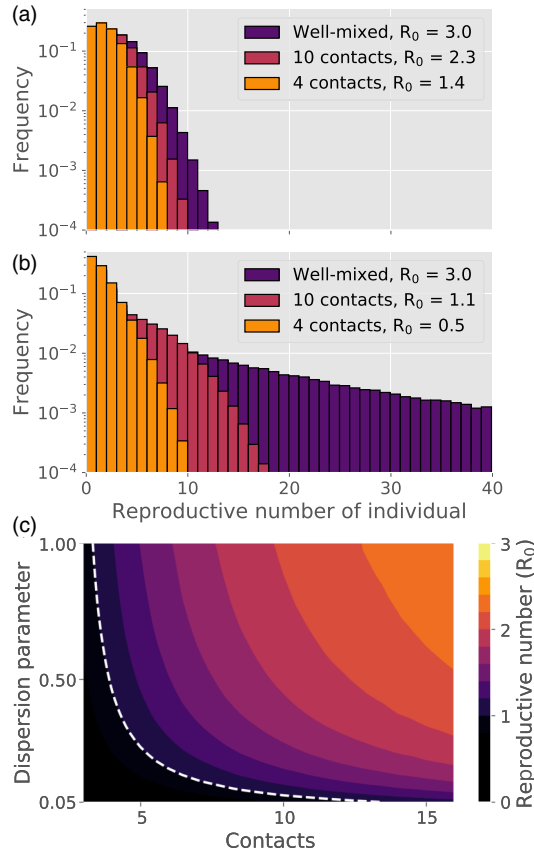 (a)
Well-mixed, R₀ = 3.0
10 contacts, R₀ = 2.3
4 contacts, R₀ = 1.4
Frequency
10⁻¹
10⁻²
10⁻³
10⁻⁴
(b)
Well-mixed, R₀ = 3.0
10 contacts, R₀ = 1.1
4 contacts, R₀ = 0.5
Frequency
10⁻¹
10⁻²
10⁻³
10⁻⁴
0 10 20 30 40
Reproductive number of individual
(c)
Dispersion parameter
1.00
0.50
0.05
5 10 15
Contacts
3
2
1
0
Reproductive number (R₀)